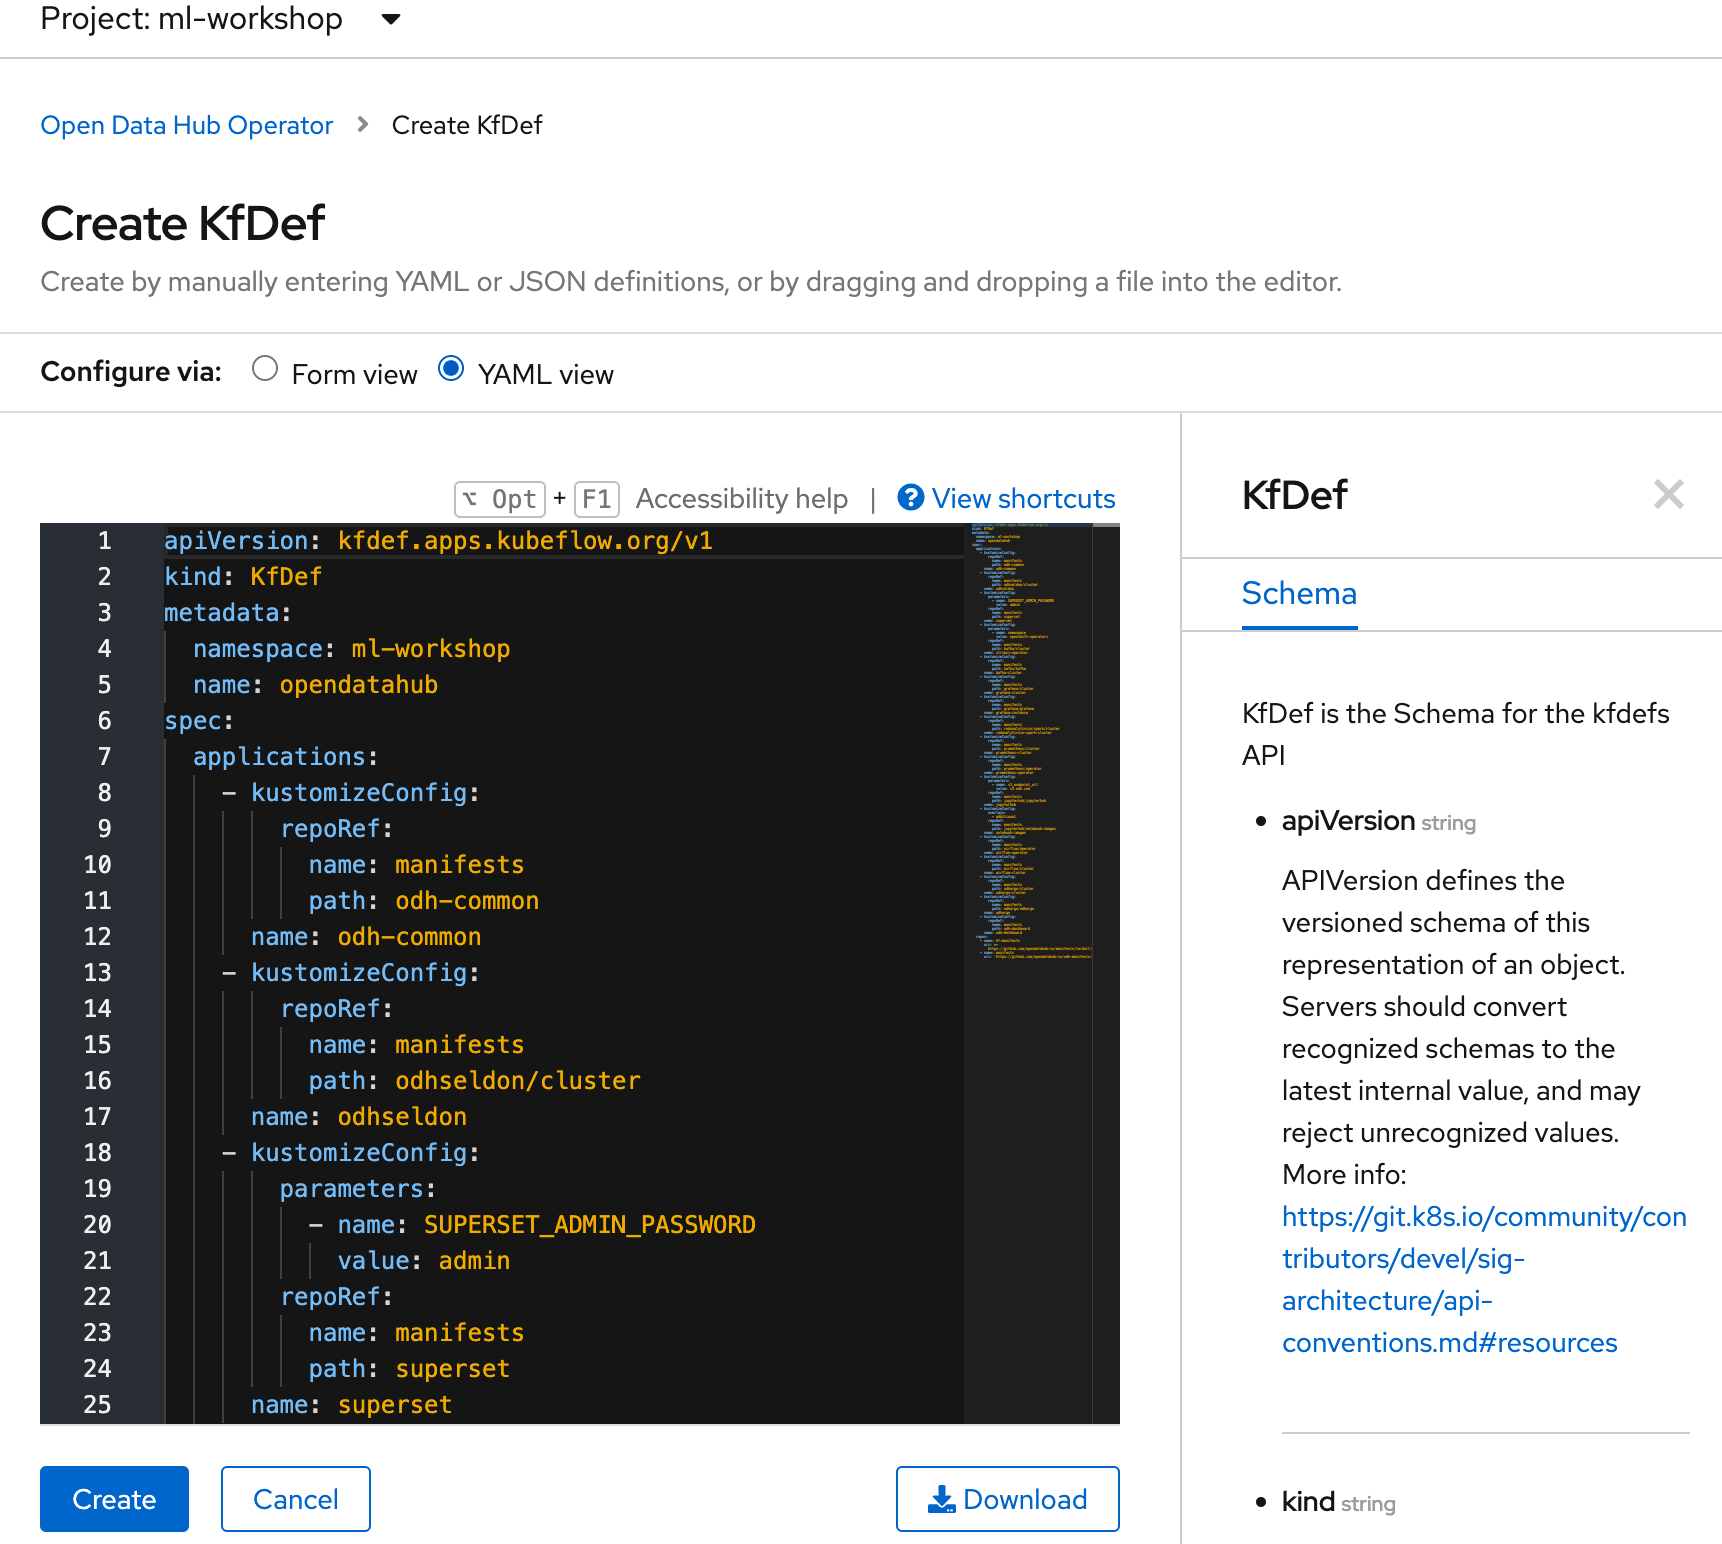 Project: ml-workshop
Open Data Hub Operator > Create KfDef
Create KfDef
Create by manually entering YAML or JSON definitions, or by dragging and dropping a file into the editor.
Configure via: Form view YAML view
⌥ Opt + F1 Accessibility help | View shortcuts
1 apiVersion: kfdef.apps.kubeflow.org/v1
2 kind: KfDef
3 metadata:
4 namespace: ml-workshop
5 name: opendatahub
6 spec:
7 applications:
8 - kustomizeConfig:
9 repoRef:
10 name: manifests
11 path: odh-common
12 name: odh-common
13 - kustomizeConfig:
14 repoRef:
15 name: manifests
16 path: odhseldon/cluster
17 name: odhseldon
18 - kustomizeConfig:
19 parameters:
20 - name: SUPERSET_ADMIN_PASSWORD
21 value: admin
22 repoRef:
23 name: manifests
24 path: superset
25 name: superset
Create Cancel Download
KfDef
Schema
KfDef is the Schema for the kfdefs
API
• apiVersion string
APIVersion defines the
versioned schema of this
representation of an object.
Servers should convert
recognized schemas to the
latest internal value, and may
reject unrecognized values.
More info:
https://git.k8s.io/community/con
tributors/devel/sig-
architecture/api-
conventions.md#resources
• kind string